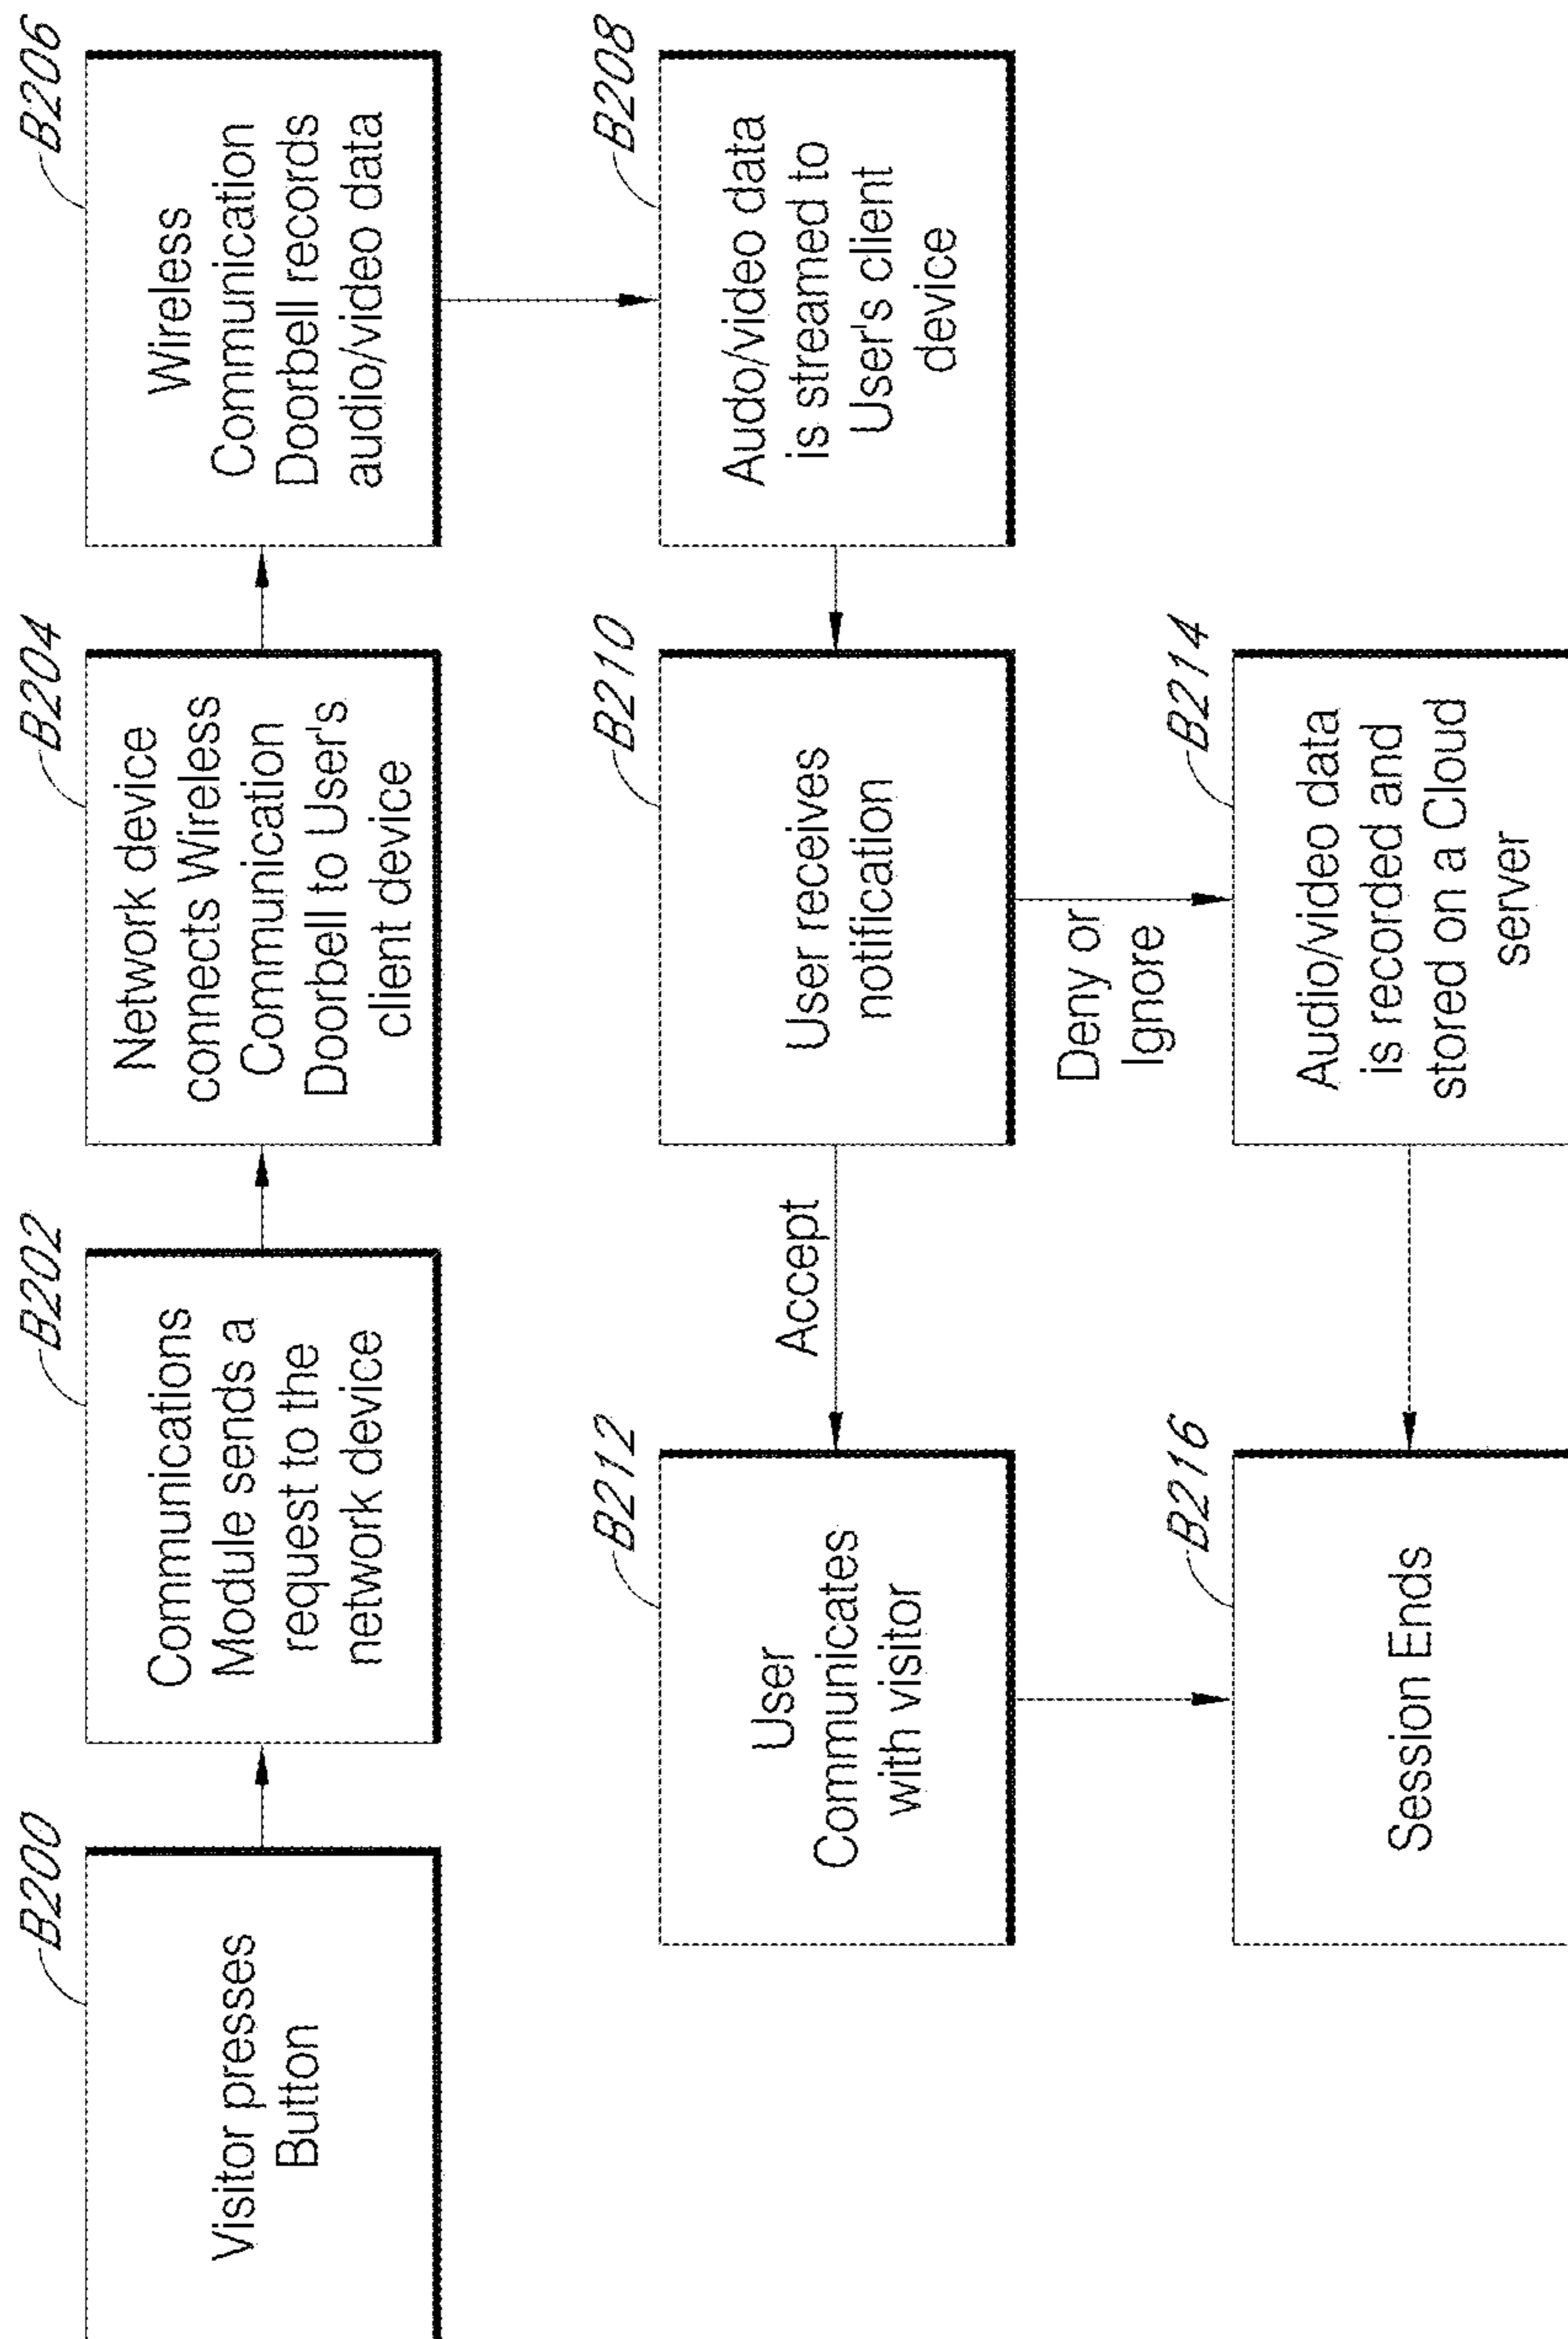 B200
Visitor presses
Button
B202
Communications
Module sends a
request to the
network device
B204
Network device
connects Wireless
Communication
Doorbell to User's
client device
B206
Wireless
Communication
Doorbell records
audio/video data
B208
Audo/video data
is streamed to
User's client
device
B210
User receives
notification
Accept
Deny or
Ignore
B212
User
Communicates
with visitor
B214
Audio/video data
is recorded and
stored on a Cloud
server
B216
Session Ends